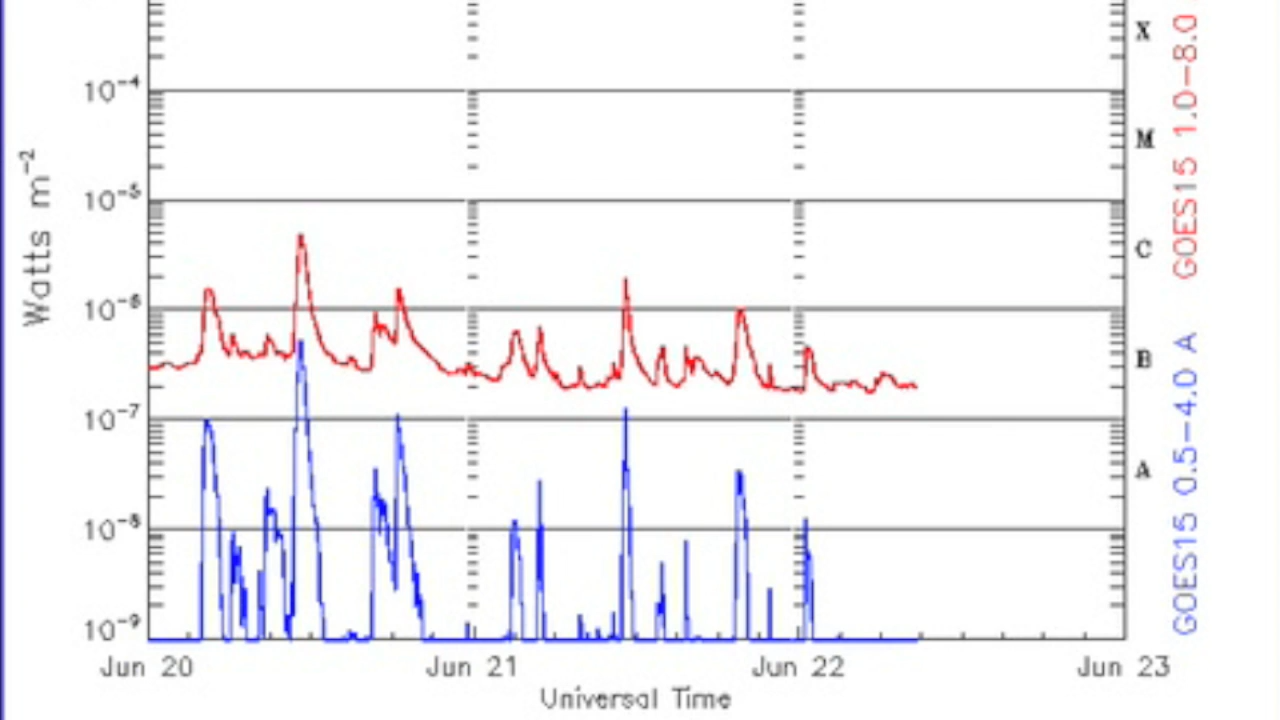 X
10⁻⁴
M
10⁻⁵
C
10⁻⁶
B
10⁻⁷
A
10⁻⁸
10⁻⁹
Watts m⁻²
GOES15 1.0−8.0
GOES15 0.5−4.0 A
Jun 20 Jun 21 Jun 22 Jun 23
Universal Time